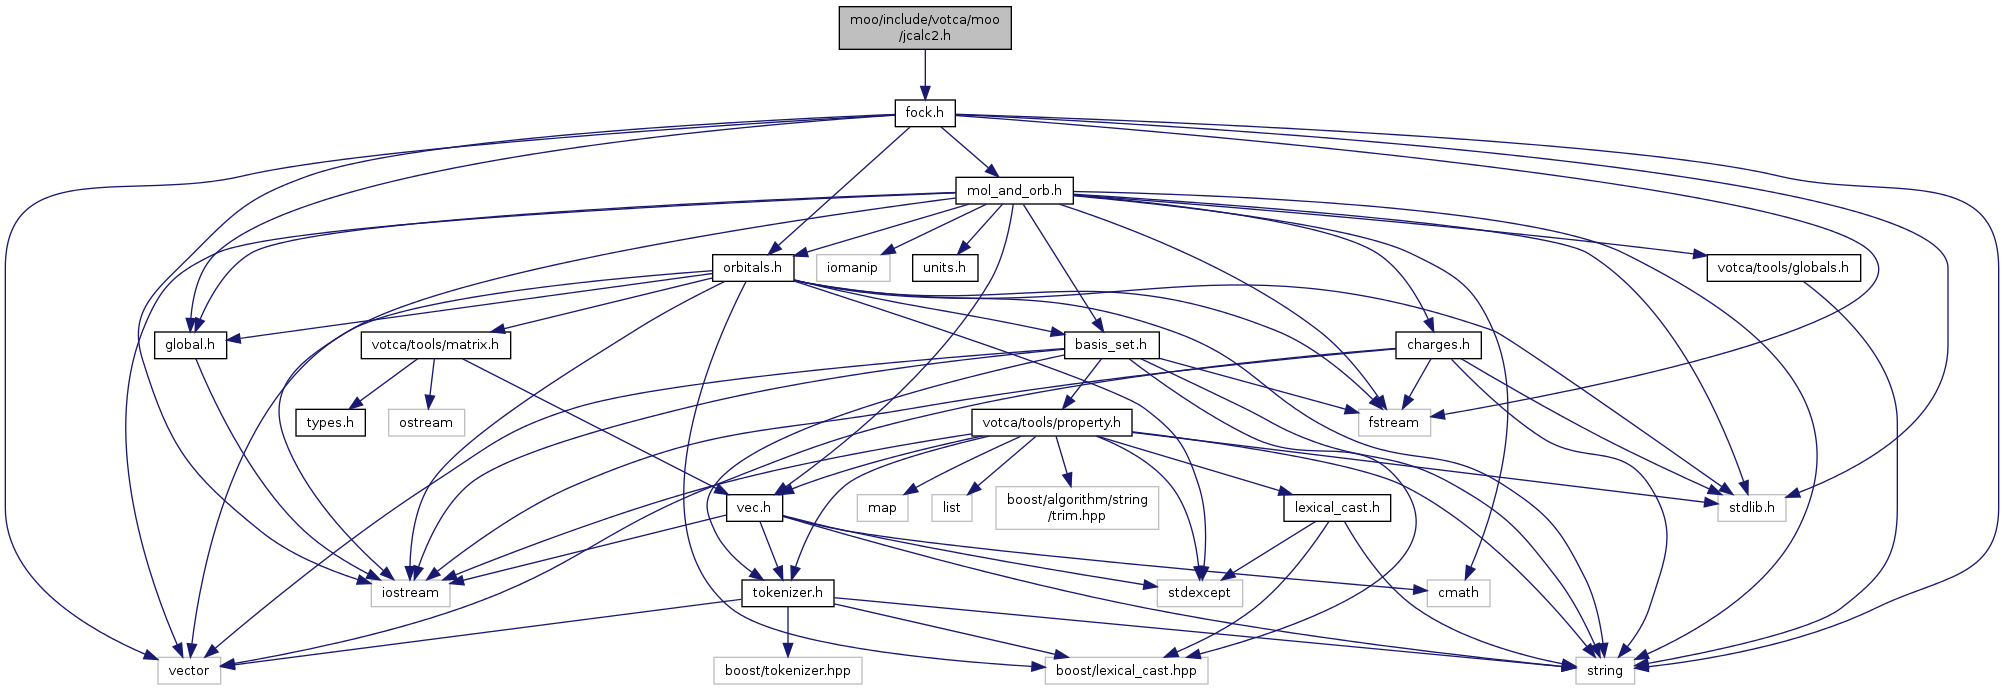 moo/include/votca/moo
/jcalc2.h
fock.h
mol_and_orb.h
orbitals.h
iomanip
units.h
votca/tools/globals.h
global.h
votca/tools/matrix.h
basis_set.h
charges.h
types.h
ostream
votca/tools/property.h
fstream
vec.h
map
list
boost/algorithm/string
/trim.hpp
lexical_cast.h
stdlib.h
iostream
tokenizer.h
stdexcept
cmath
vector
boost/tokenizer.hpp
boost/lexical_cast.hpp
string